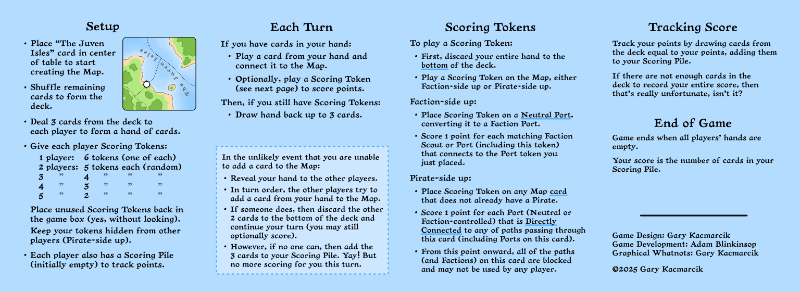 Setup
• Place "The Juven
Isles" card in center
of table to start
creating the Map.
• Shuffle remaining
cards to form the
deck.
• Deal 3 cards from the deck to
each player to form a hand of cards.
• Give each player Scoring Tokens:
1 player: 6 tokens (one of each)
2 players: 5 tokens each (random)
3 " 4 " " "
4 " 3 " " "
5 " 2 " " "
Place unused Scoring Tokens back in
the game box (yes, without looking).
Keep your tokens hidden from other
players (Pirate-side up).
• Each player also has a Scoring Pile
(initially empty) to track points.
Each Turn
If you have cards in your hand:
• Play a card from your hand and
connect it to the Map.
• Optionally, play a Scoring Token
(see next page) to score points.
Then, if you still have Scoring Tokens:
• Draw hand back up to 3 cards.
In the unlikely event that you are unable
to add a card to the Map:
• Reveal your hand to the other players.
• In turn order, the other players try to
add a card from your hand to the Map.
• If someone does, then discard the other
2 cards to the bottom of the deck and
continue your turn (you may still
optionally score).
• However, if no one can, then add the
3 cards to your Scoring Pile. Yay! But
no more scoring for you this turn.
Scoring Tokens
To play a Scoring Token:
• First, discard your entire hand to the
bottom of the deck.
• Play a Scoring Token on the Map, either
Faction-side up or Pirate-side up.
Faction-side up:
• Place Scoring Token on a Neutral Port,
converting it to a Faction Port.
• Score 1 point for each matching Faction
Scout or Port (including this token)
that connects to the Port token you
just placed.
Pirate-side up:
• Place Scoring Token on any Map card
that does not already have a Pirate.
• Score 1 point for each Port (Neutral or
Faction-controlled) that is Directly
Connected to any of paths passing through
this card (including Ports on this card).
• From this point onward, all of the paths
(and Factions) on this card are blocked
and may not be used by any player.
Tracking Score
Track your points by drawing cards from
the deck equal to your points, adding them
to your Scoring Pile.
If there are not enough cards in the
deck to record your entire score, then
that's really unfortunate, isn't it?
End of Game
Game ends when all players' hands are
empty.
Your score is the number of cards in your
Scoring Pile.
Game Design: Gary Kacmarcik
Game Development: Adam Blinkinsop
Graphical Whatnots: Gary Kacmarcik
©2025 Gary Kacmarcik